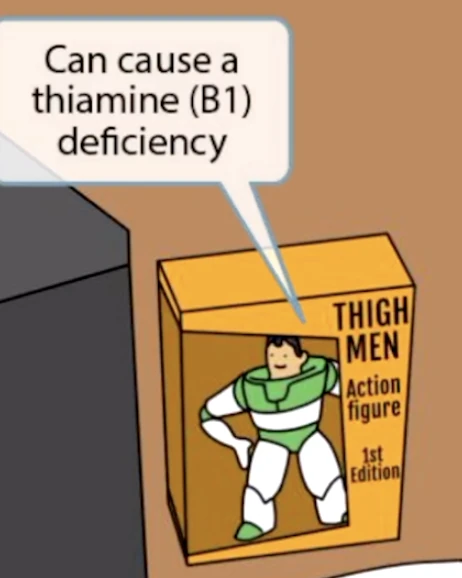 Can cause a
thiamine (B1)
deficiency
THIGH
MEN
Action
figure
1st
Edition